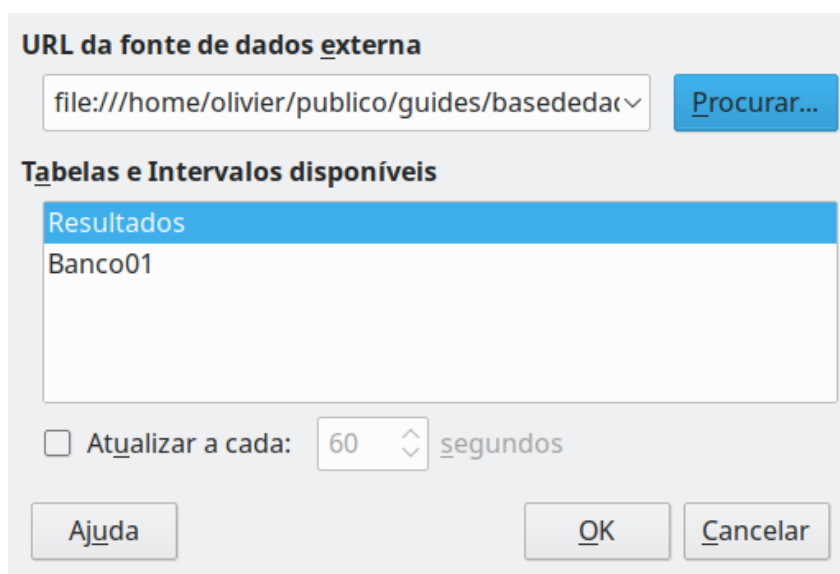 URL da fonte de dados externa
file:///home/olivier/publico/guides/basededad
Procurar...
Tabelas e Intervalos disponíveis
Resultados
Banco01
Atualizar a cada: 60 segundos
Ajuda OK Cancelar